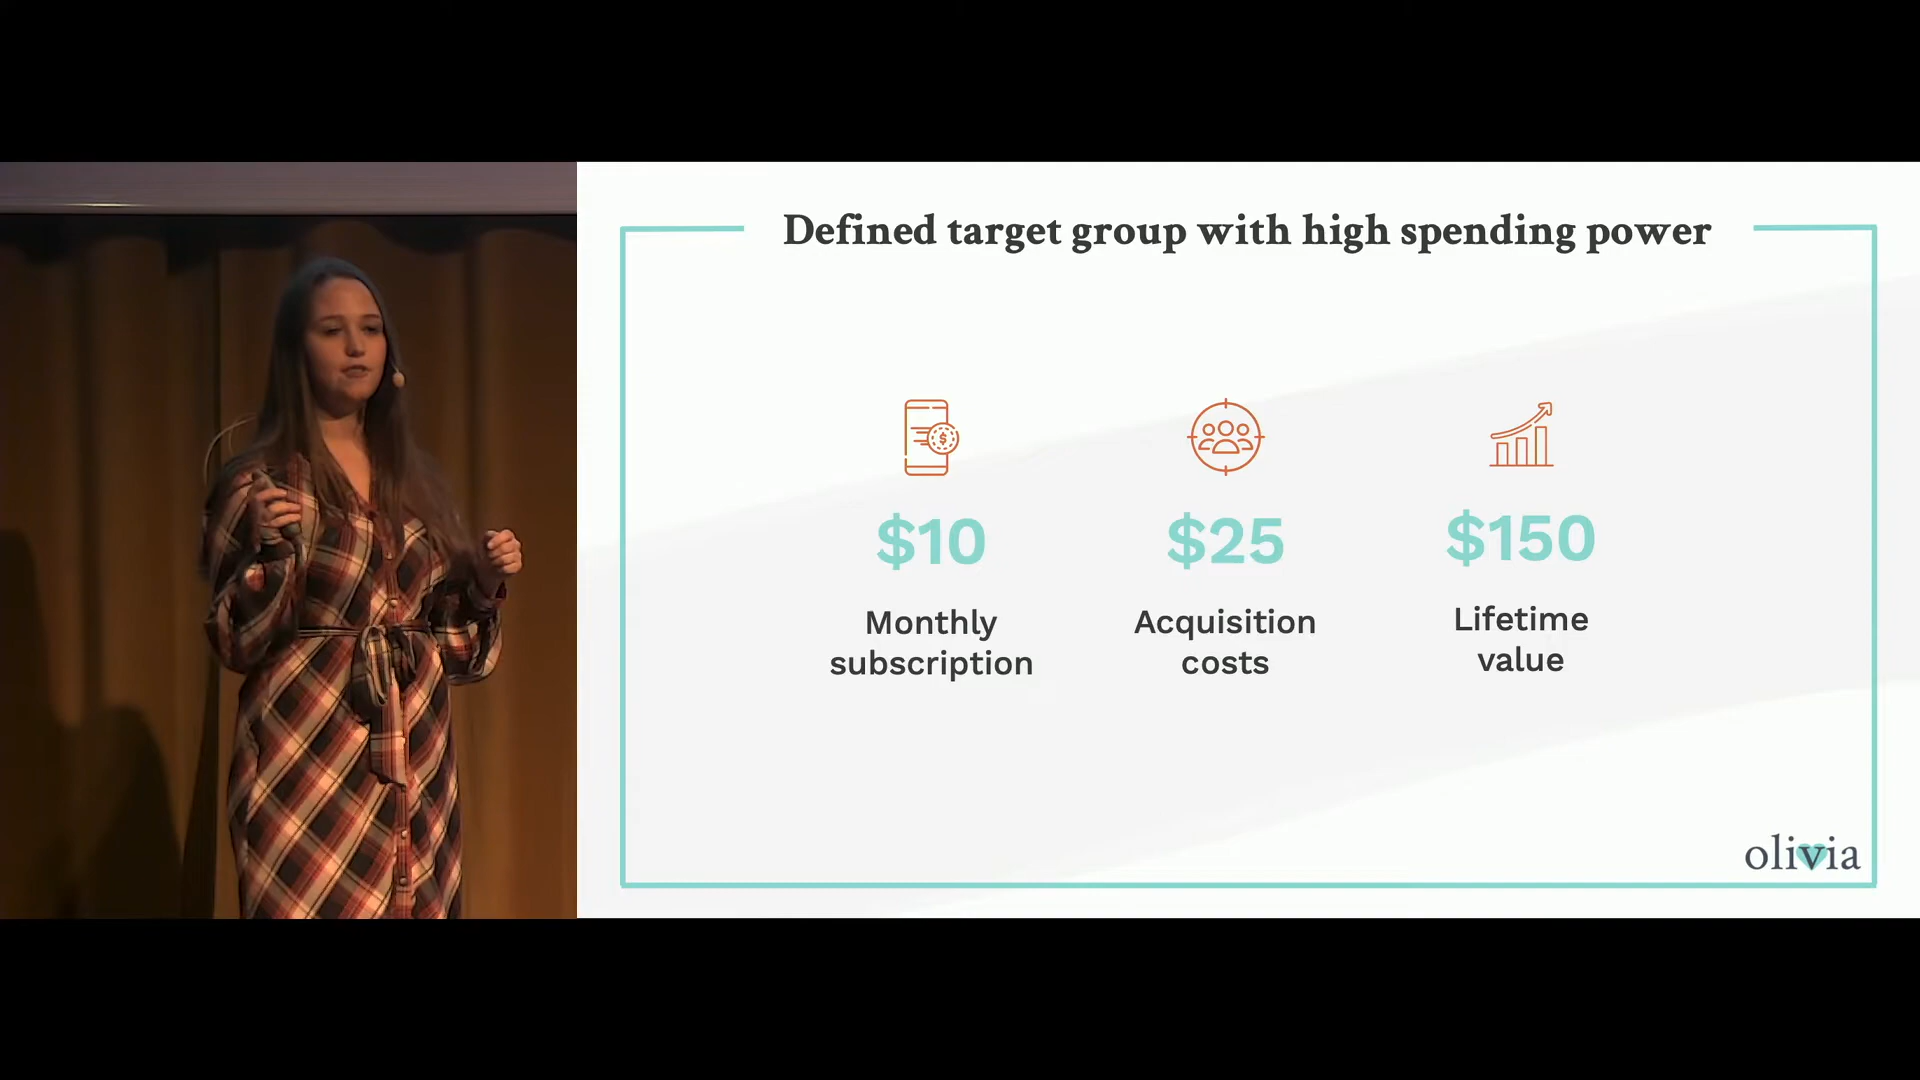 Defined target group with high spending power
$10
Monthly
subscription
$25
Acquisition
costs
$150
Lifetime
value
olivia